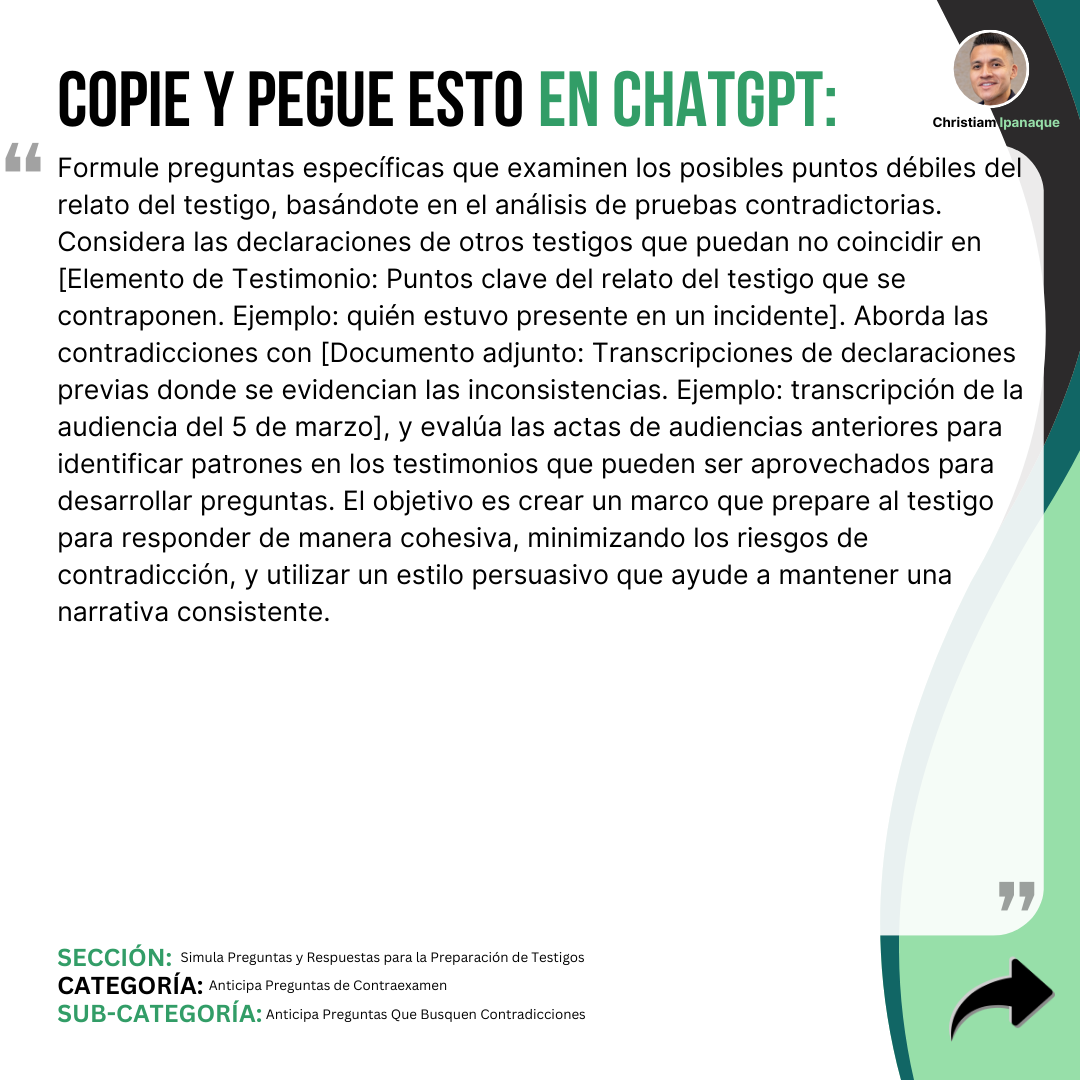 COPIE Y PEGUE ESTO EN CHATGPT:
Christiam Ipanaque
“
Formule preguntas específicas que examinen los posibles puntos débiles del
relato del testigo, basándote en el análisis de pruebas contradictorias.
Considera las declaraciones de otros testigos que puedan no coincidir en
[Elemento de Testimonio: Puntos clave del relato del testigo que se
contraponen. Ejemplo: quién estuvo presente en un incidente]. Aborda las
contradicciones con [Documento adjunto: Transcripciones de declaraciones
previas donde se evidencian las inconsistencias. Ejemplo: transcripción de la
audiencia del 5 de marzo], y evalúa las actas de audiencias anteriores para
identificar patrones en los testimonios que pueden ser aprovechados para
desarrollar preguntas. El objetivo es crear un marco que prepare al testigo
para responder de manera cohesiva, minimizando los riesgos de
contradicción, y utilizar un estilo persuasivo que ayude a mantener una
narrativa consistente.
”
SECCIÓN: Simula Preguntas y Respuestas para la Preparación de Testigos
CATEGORÍA: Anticipa Preguntas de Contraexamen
SUB-CATEGORÍA: Anticipa Preguntas Que Busquen Contradicciones